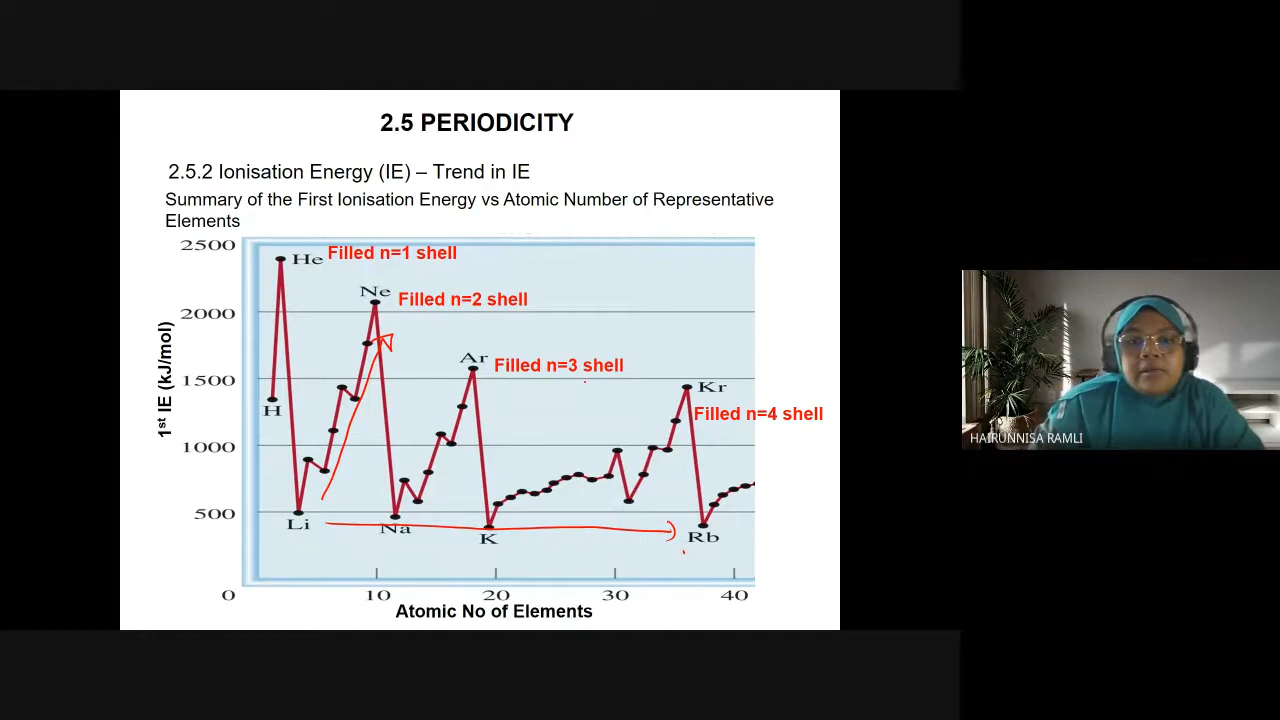 2.5 PERIODICITY
2.5.2 Ionisation Energy (IE) – Trend in IE
Summary of the First Ionisation Energy vs Atomic Number of Representative
Elements
2500
He
Filled n=1 shell
Ne
Filled n=2 shell
2000
Ar
Filled n=3 shell
1500
Kr
H
Filled n=4 shell
1st IE (kJ/mol)
1000
500
Li
Na
K
Rb
0
10
20
30
40
Atomic No of Elements
HAIRUNNISA RAMLI